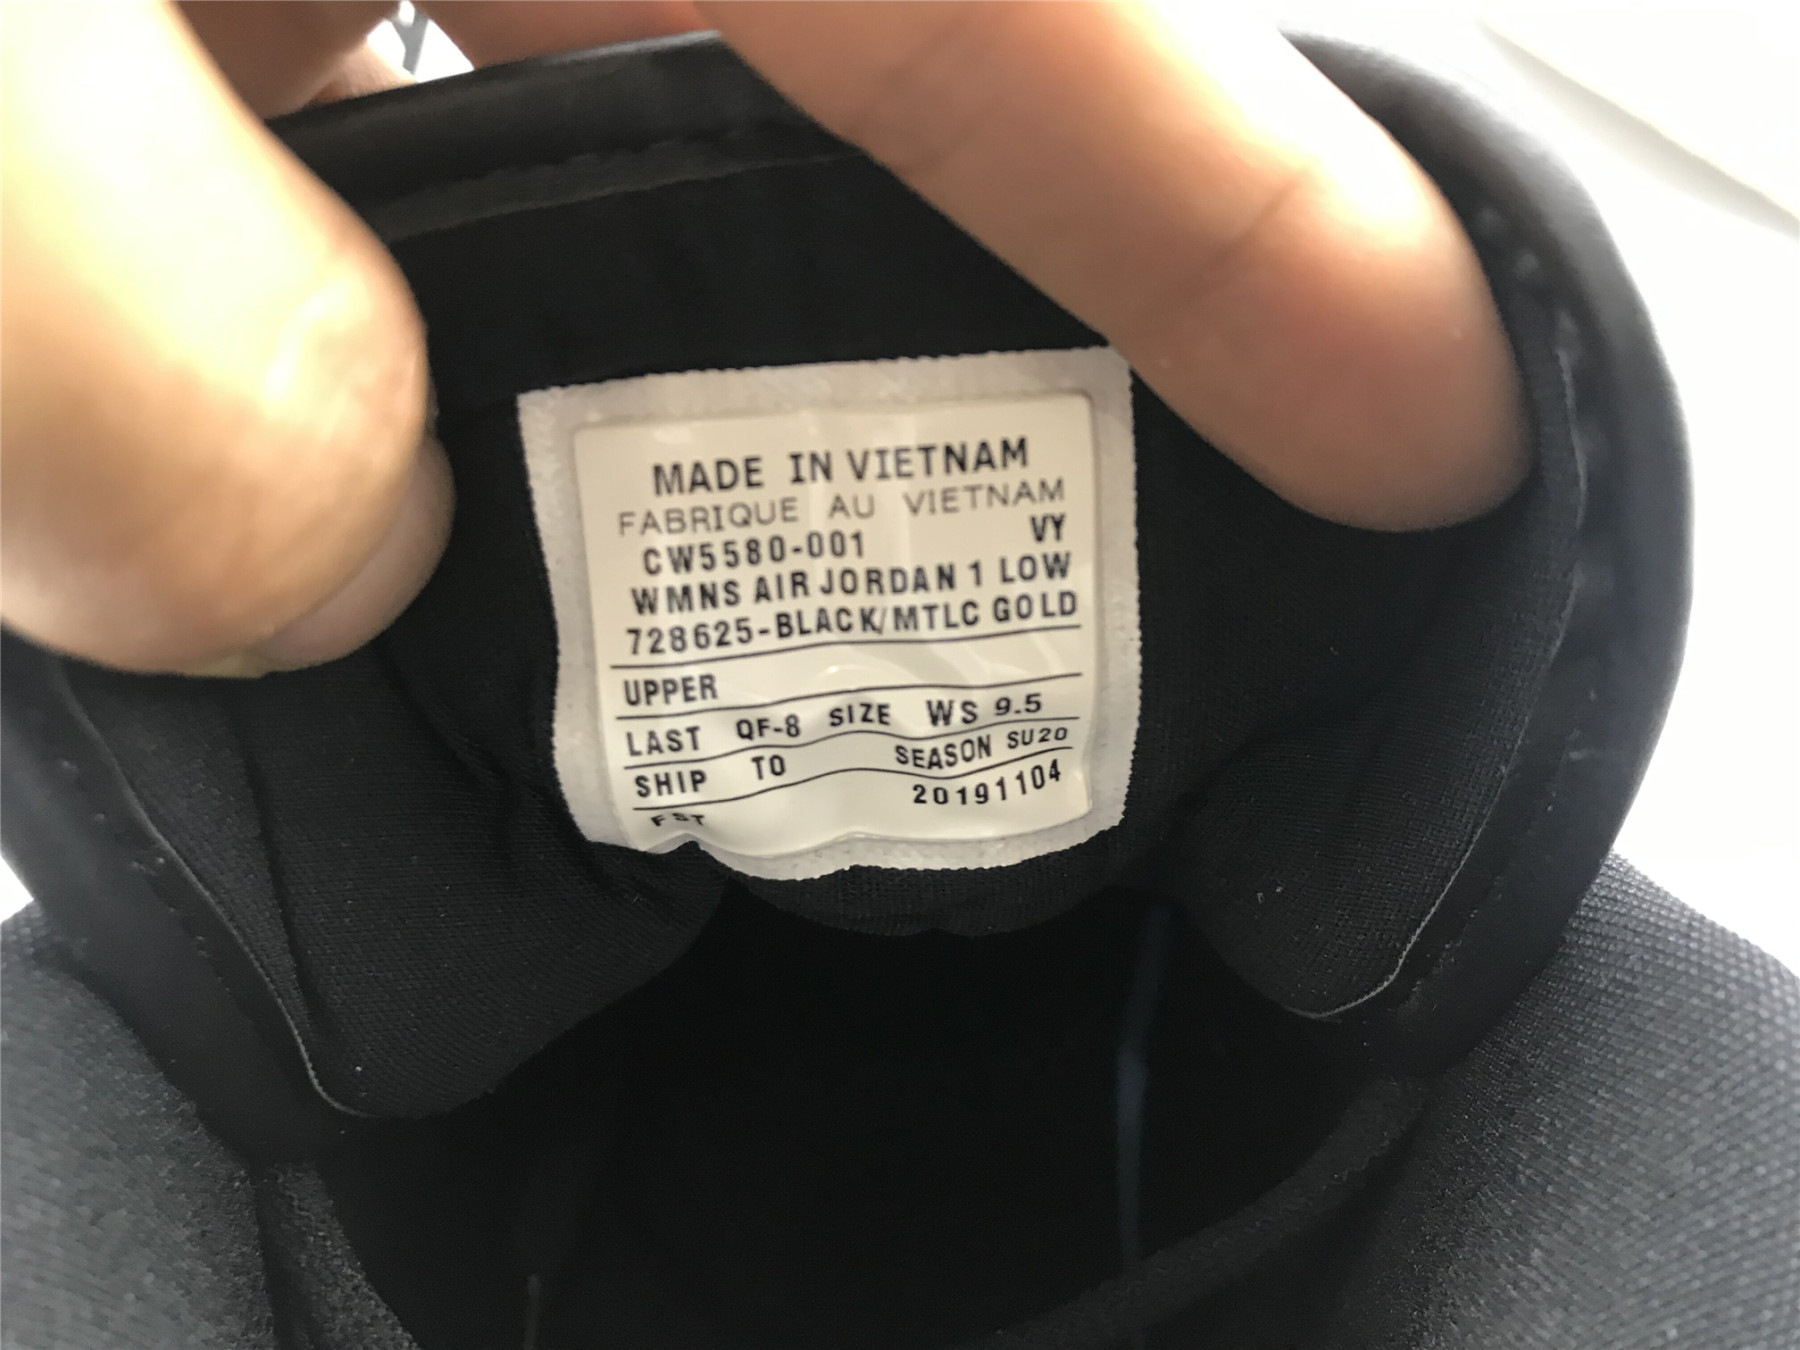 MADE IN VIETNAM
FABRIQUE AU VIETNAM
CW5580-001 VY
WMNS AIR JORDAN 1 LOW
728625-BLACK/MTLC GOLD
UPPER
LAST QF-8 SIZE WS 9.5
SHIP TO SEASON SU20
FST 20191104